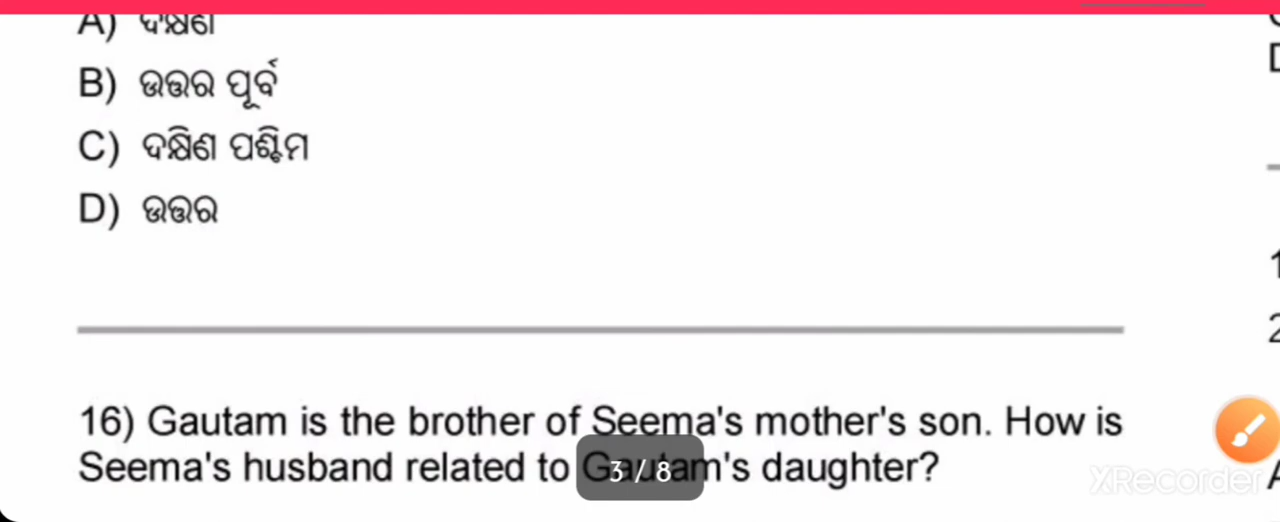 A) ଦକ୍ଷିଣ
B) ଉତ୍ତର ପୂର୍ବ
C) ଦକ୍ଷିଣ ପଶ୍ଚିମ
D) ଉତ୍ତର
16) Gautam is the brother of Seema's mother's son. How is
Seema's husband related to Gautam's daughter?
3 / 8
XRecorder